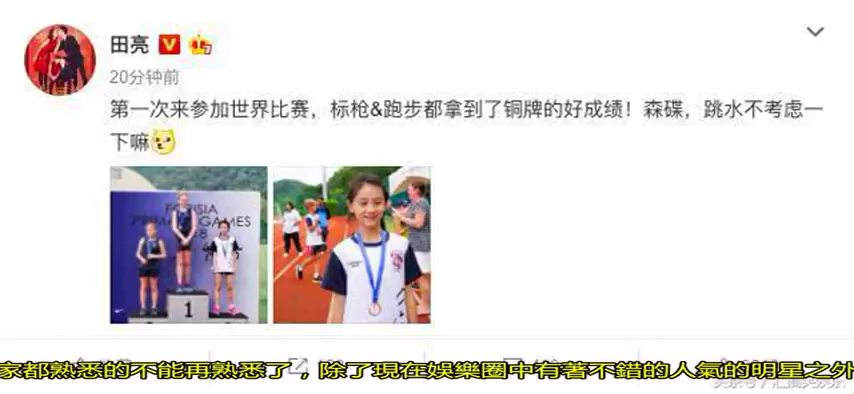 田亮
20分钟前
第一次来参加世界比赛，标枪&跑步都拿到了铜牌的好成绩！森碟，跳水不考虑一
下嘛
GAMES
1
家都熟悉的不能再熟悉了，除了現在娛樂圈中有著不錯的人氣的明星之外